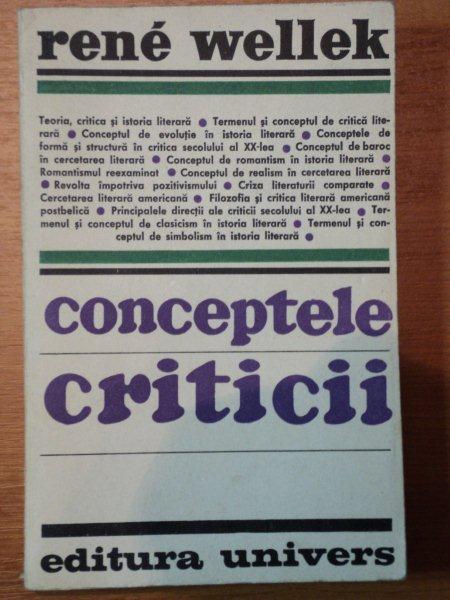 rené wellek
Teoria, critica și istoria literară ● Termenul și conceptul de critică lite-
rară ● Conceptul de evoluție în istoria literară ● Conceptele de
formă și structură în critica secolului al XX-lea ● Conceptul de baroc
în cercetarea literară ● Conceptul de romantism în istoria literară ●
Romantismul reexaminat ● Conceptul de realism în cercetarea literară
● Revolta împotriva pozitivismului ● Criza literaturii comparate ●
Cercetarea literară americană ● Filozofia și critica literară americană
postbelică ● Principalele direcții ale criticii secolului al XX-lea ● Ter-
menul și conceptul de clasicism în istoria literară ● Termenul și con-
ceptul de simbolism în istoria literară ●
conceptele
criticii
editura univers